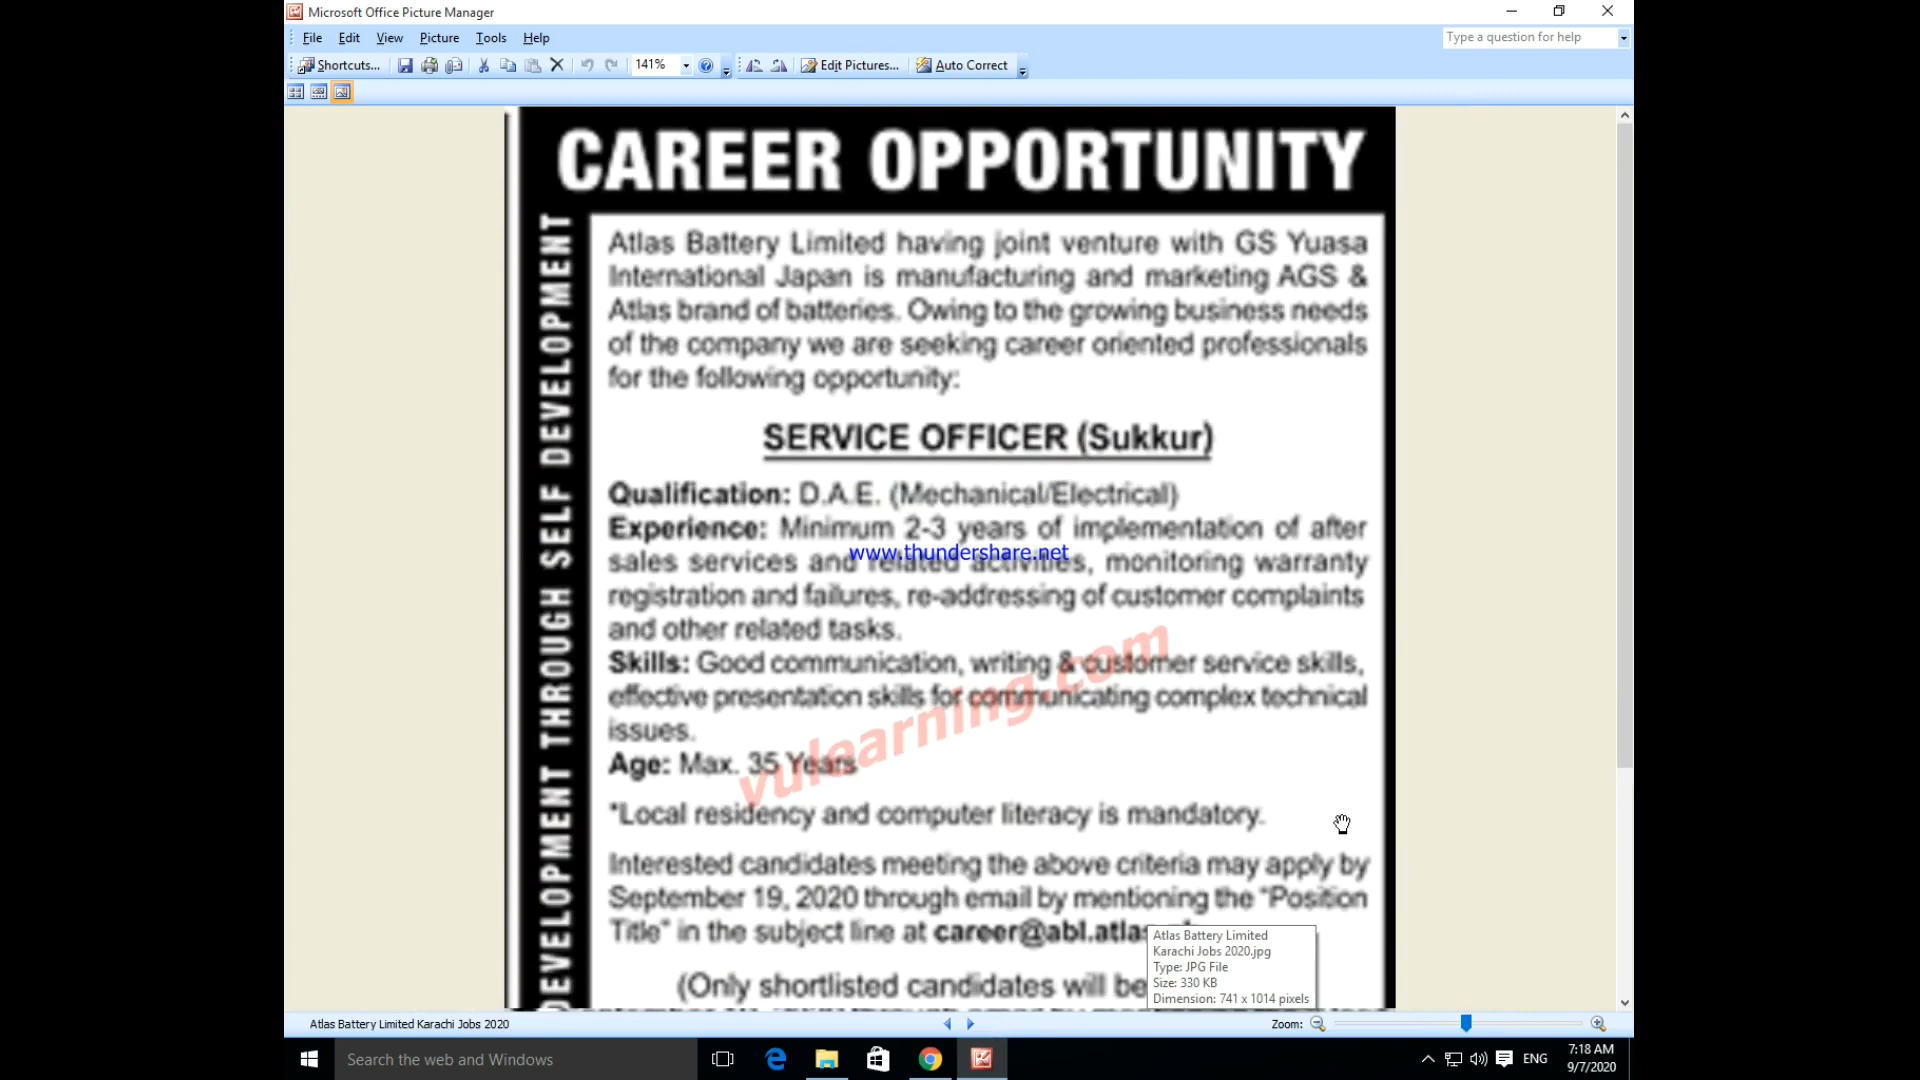 Microsoft Office Picture Manager
File Edit View Picture Tools Help
Type a question for help
Shortcuts... 141% Edit Pictures... Auto Correct
CAREER OPPORTUNITY
DEVELOPMENT THROUGH SELF DEVELOPMENT
Atlas Battery Limited having joint venture with GS Yuasa
International Japan is manufacturing and marketing AGS &
Atlas brand of batteries. Owing to the growing business needs
of the company we are seeking career oriented professionals
for the following opportunity:
SERVICE OFFICER (Sukkur)
Qualification: D.A.E. (Mechanical/Electrical)
Experience: Minimum 2-3 years of implementation of after
www.thundershare.net
sales services and related activities, monitoring warranty
registration and failures, re-addressing of customer complaints
and other related tasks.
Skills: Good communication, writing & customer service skills,
effective presentation skills for communicating complex technical
issues.
vulearning.com
Age: Max. 35 Years
*Local residency and computer literacy is mandatory.
Interested candidates meeting the above criteria may apply by
September 19, 2020 through email by mentioning the "Position
Title" in the subject line at career@abl.atlas
(Only shortlisted candidates will be
Atlas Battery Limited
Karachi Jobs 2020.jpg
Type: JPG File
Size: 330 KB
Dimension: 741 x 1014 pixels
Atlas Battery Limited Karachi Jobs 2020
Zoom:
Search the web and Windows
ENG
7:18 AM
9/7/2020